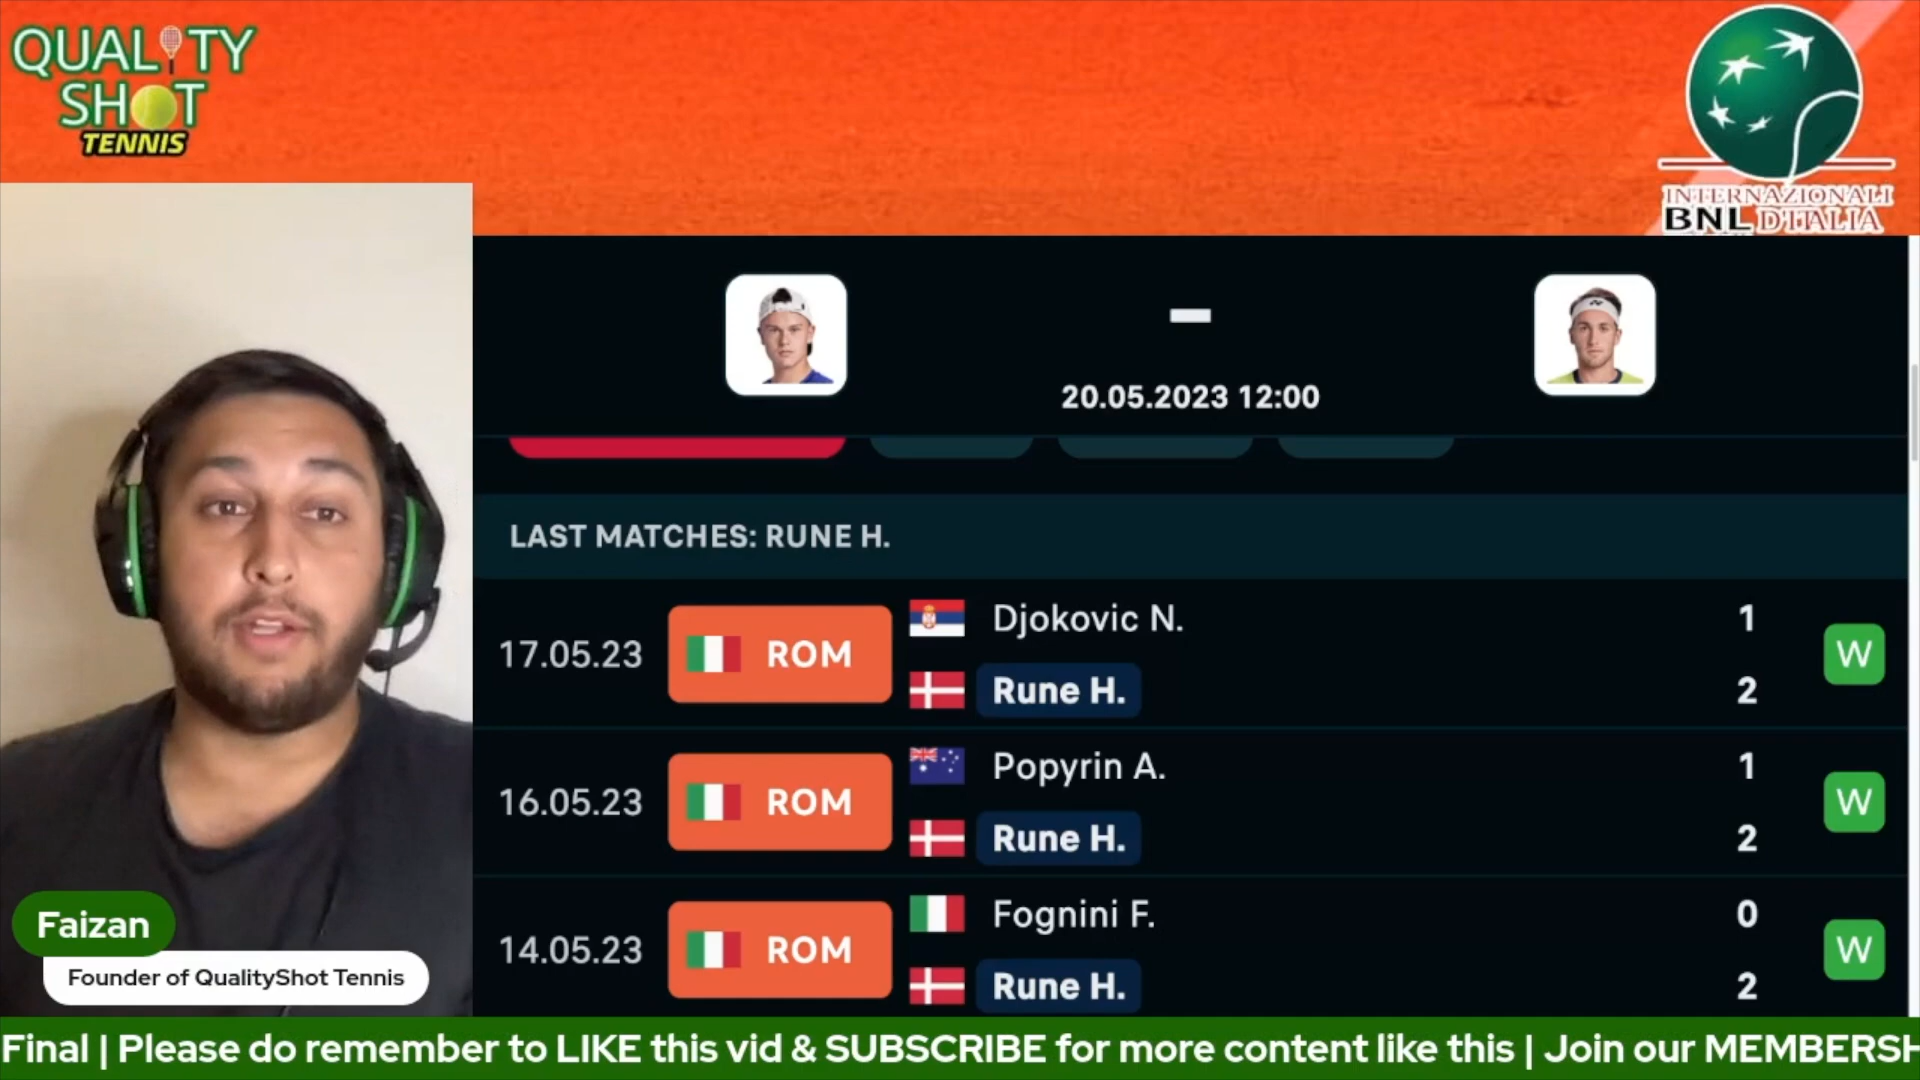 QUALITY
SHOT
TENNIS
INTERNAZIONALI
BNL D'ITALIA
20.05.2023 12:00
LAST MATCHES: RUNE H.
17.05.23
ROM
Djokovic N.
1
Rune H.
2
W
16.05.23
ROM
Popyrin A.
1
Rune H.
2
W
14.05.23
ROM
Fognini F.
0
Rune H.
2
W
Faizan
Founder of QualityShot Tennis
Final | Please do remember to LIKE this vid & SUBSCRIBE for more content like this | Join our MEMBERSH